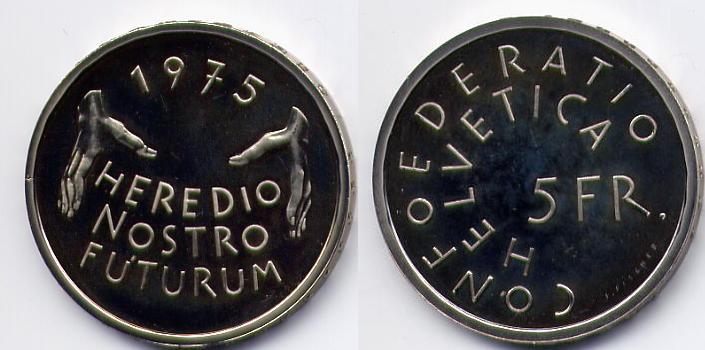 1975
HEREDIO
NOSTRO
FUTURUM
CONFOEDERATIO
HELVETICA
5 FR.